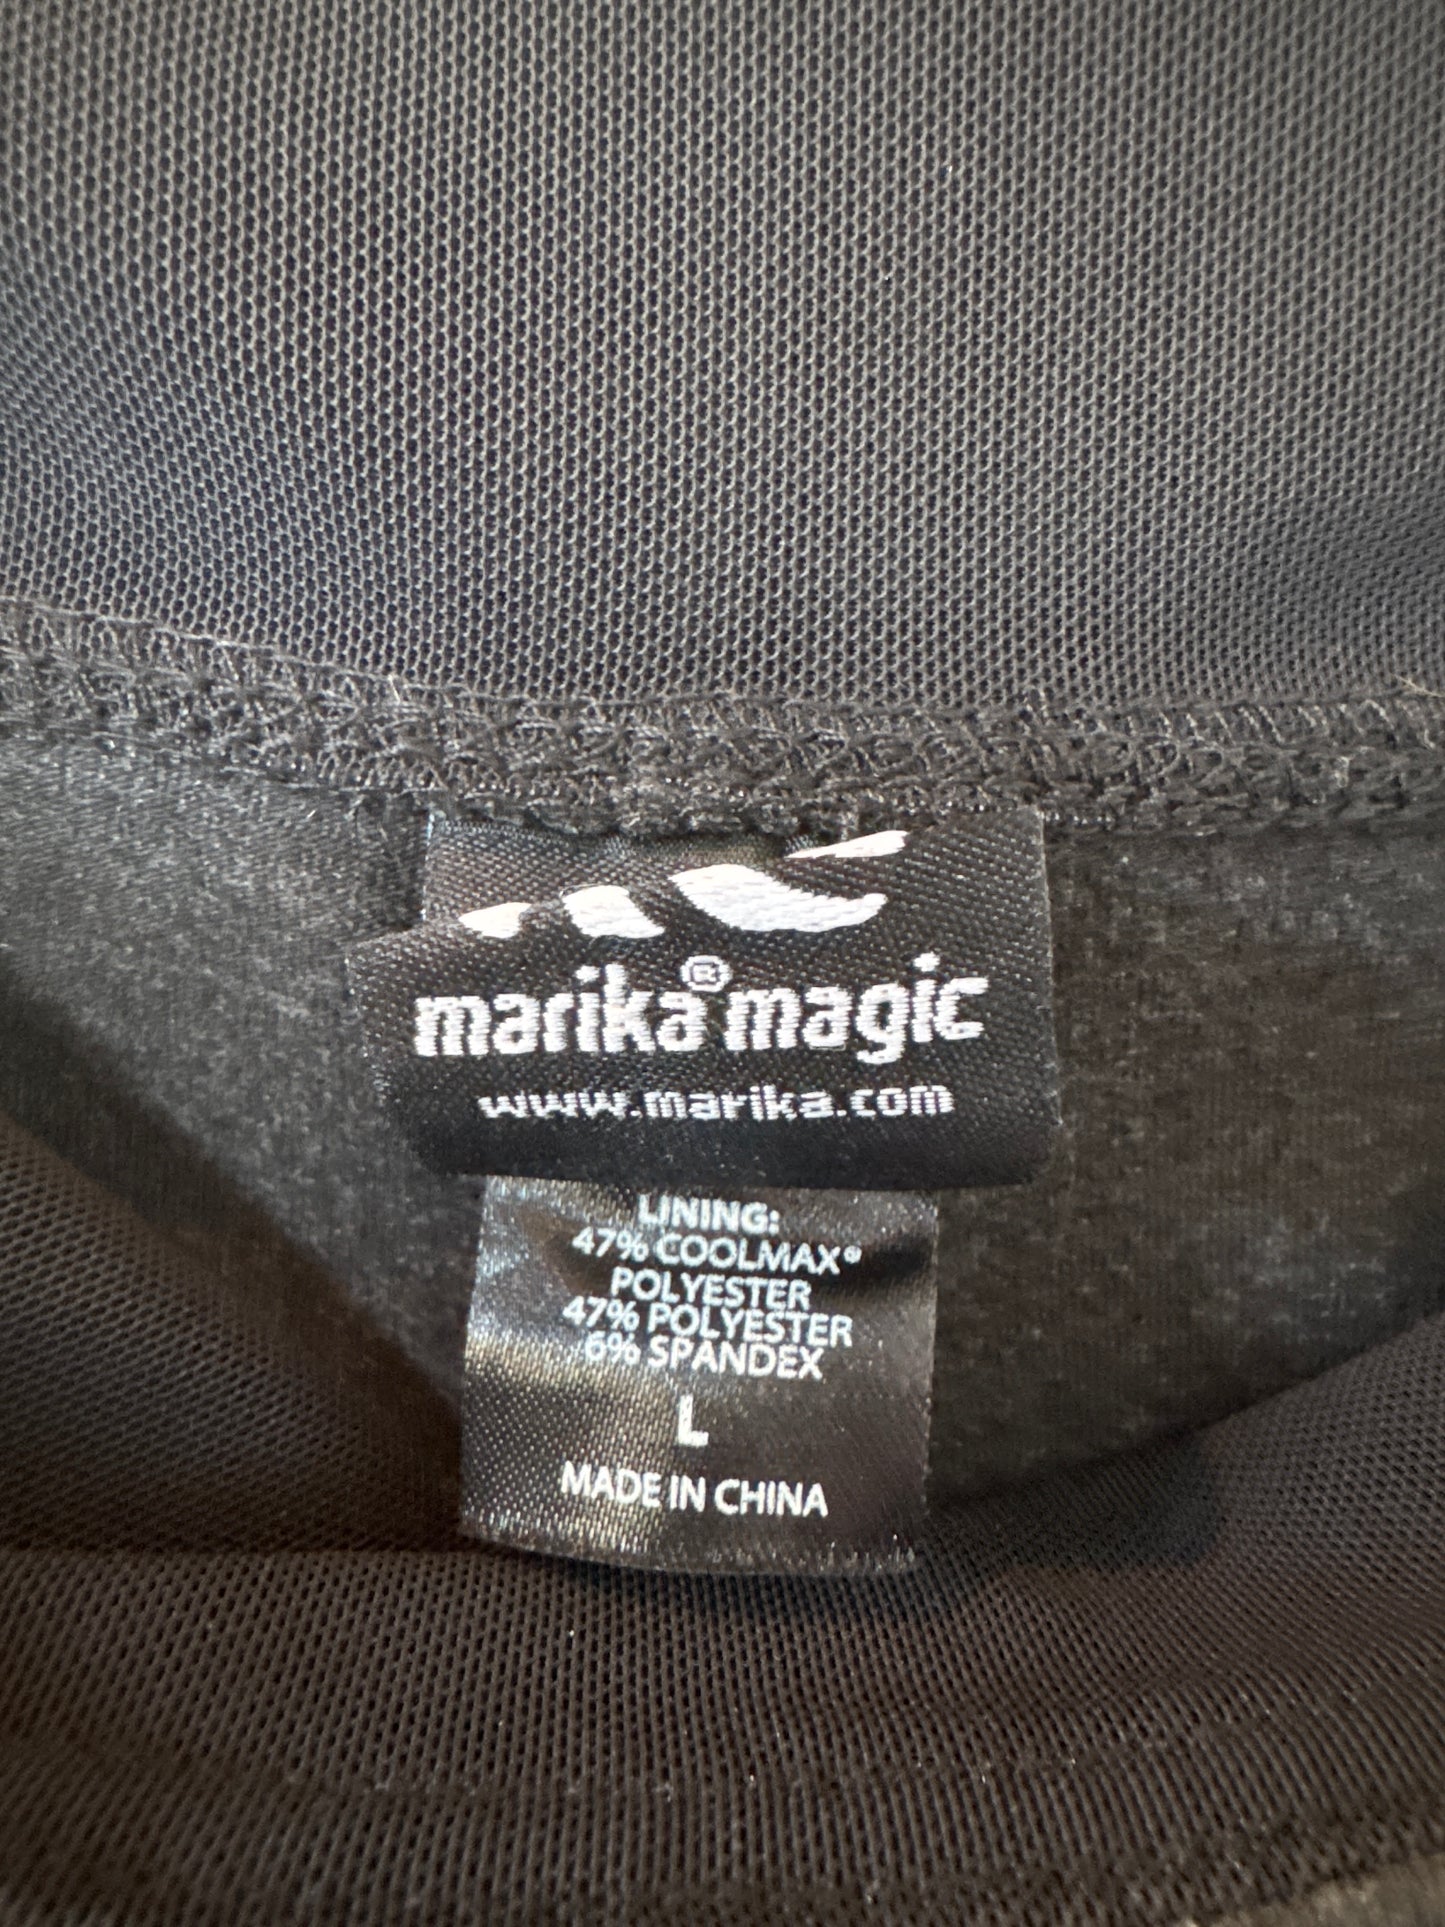 marika® magic
www.marika.com
LINING:
47% COOLMAX®
POLYESTER
47% POLYESTER
6% SPANDEX
L
MADE IN CHINA